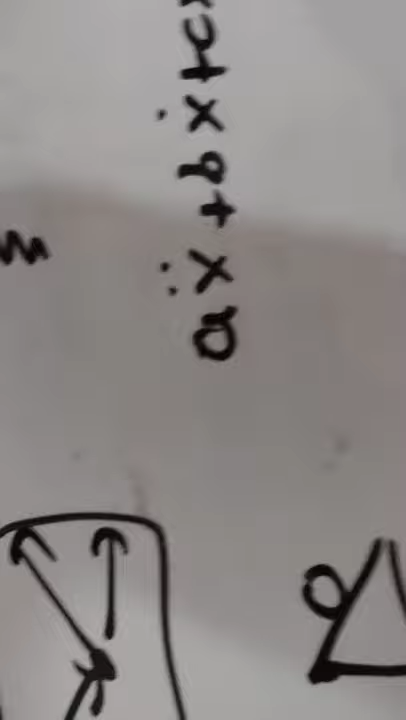 aẍ + bẋ + c
m